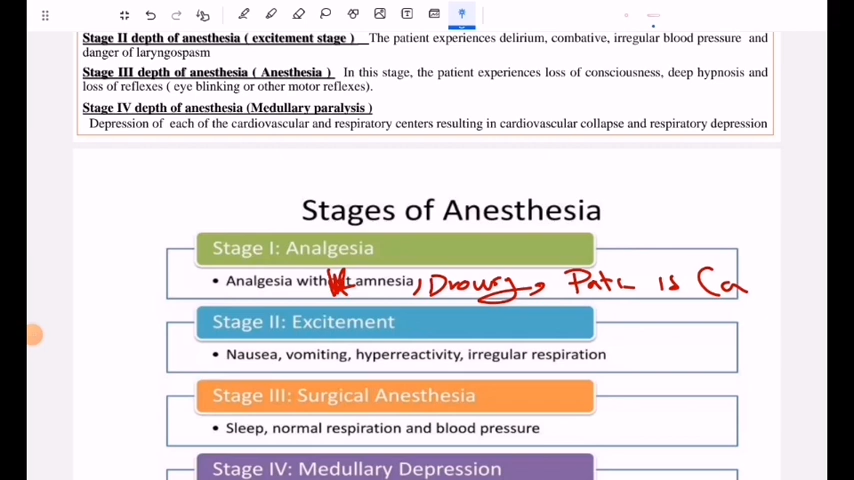 Stage II depth of anesthesia ( excitement stage )   The patient experiences delirium, combative, irregular blood pressure and
danger of laryngospasm
Stage III depth of anesthesia ( Anesthesia )   In this stage, the patient experiences loss of consciousness, deep hypnosis and
loss of reflexes ( eye blinking or other motor reflexes).
Stage IV depth of anesthesia (Medullary paralysis )
Depression of each of the cardiovascular and respiratory centers resulting in cardiovascular collapse and respiratory depression
Stages of Anesthesia
Stage I: Analgesia
• Analgesia with amnesia , Drowsy, is
Stage II: Excitement
• Nausea, vomiting, hyperreactivity, irregular respiration
Stage III: Surgical Anesthesia
• Sleep, normal respiration and blood pressure
Stage IV: Medullary Depression